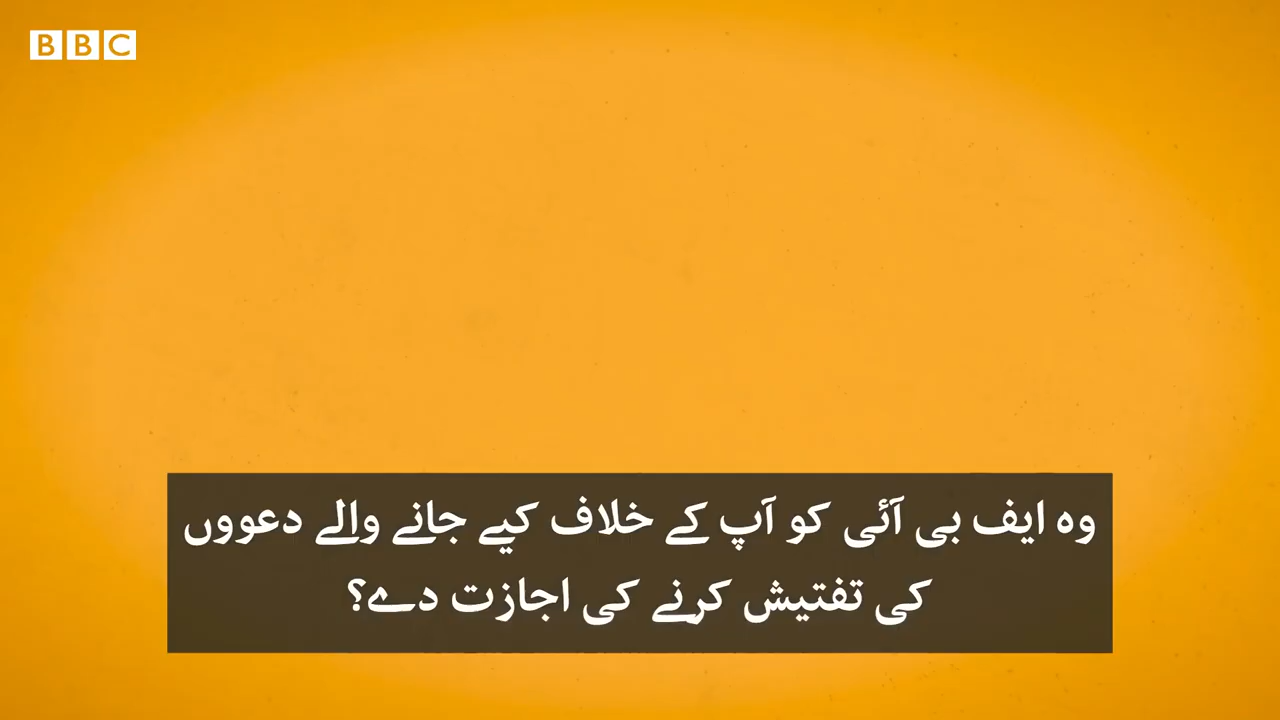 BBC
وہ ایف بی آئی کو آپ کے خلاف کیے جانے والے دعووں
کی تفتیش کرنے کی اجازت دے؟